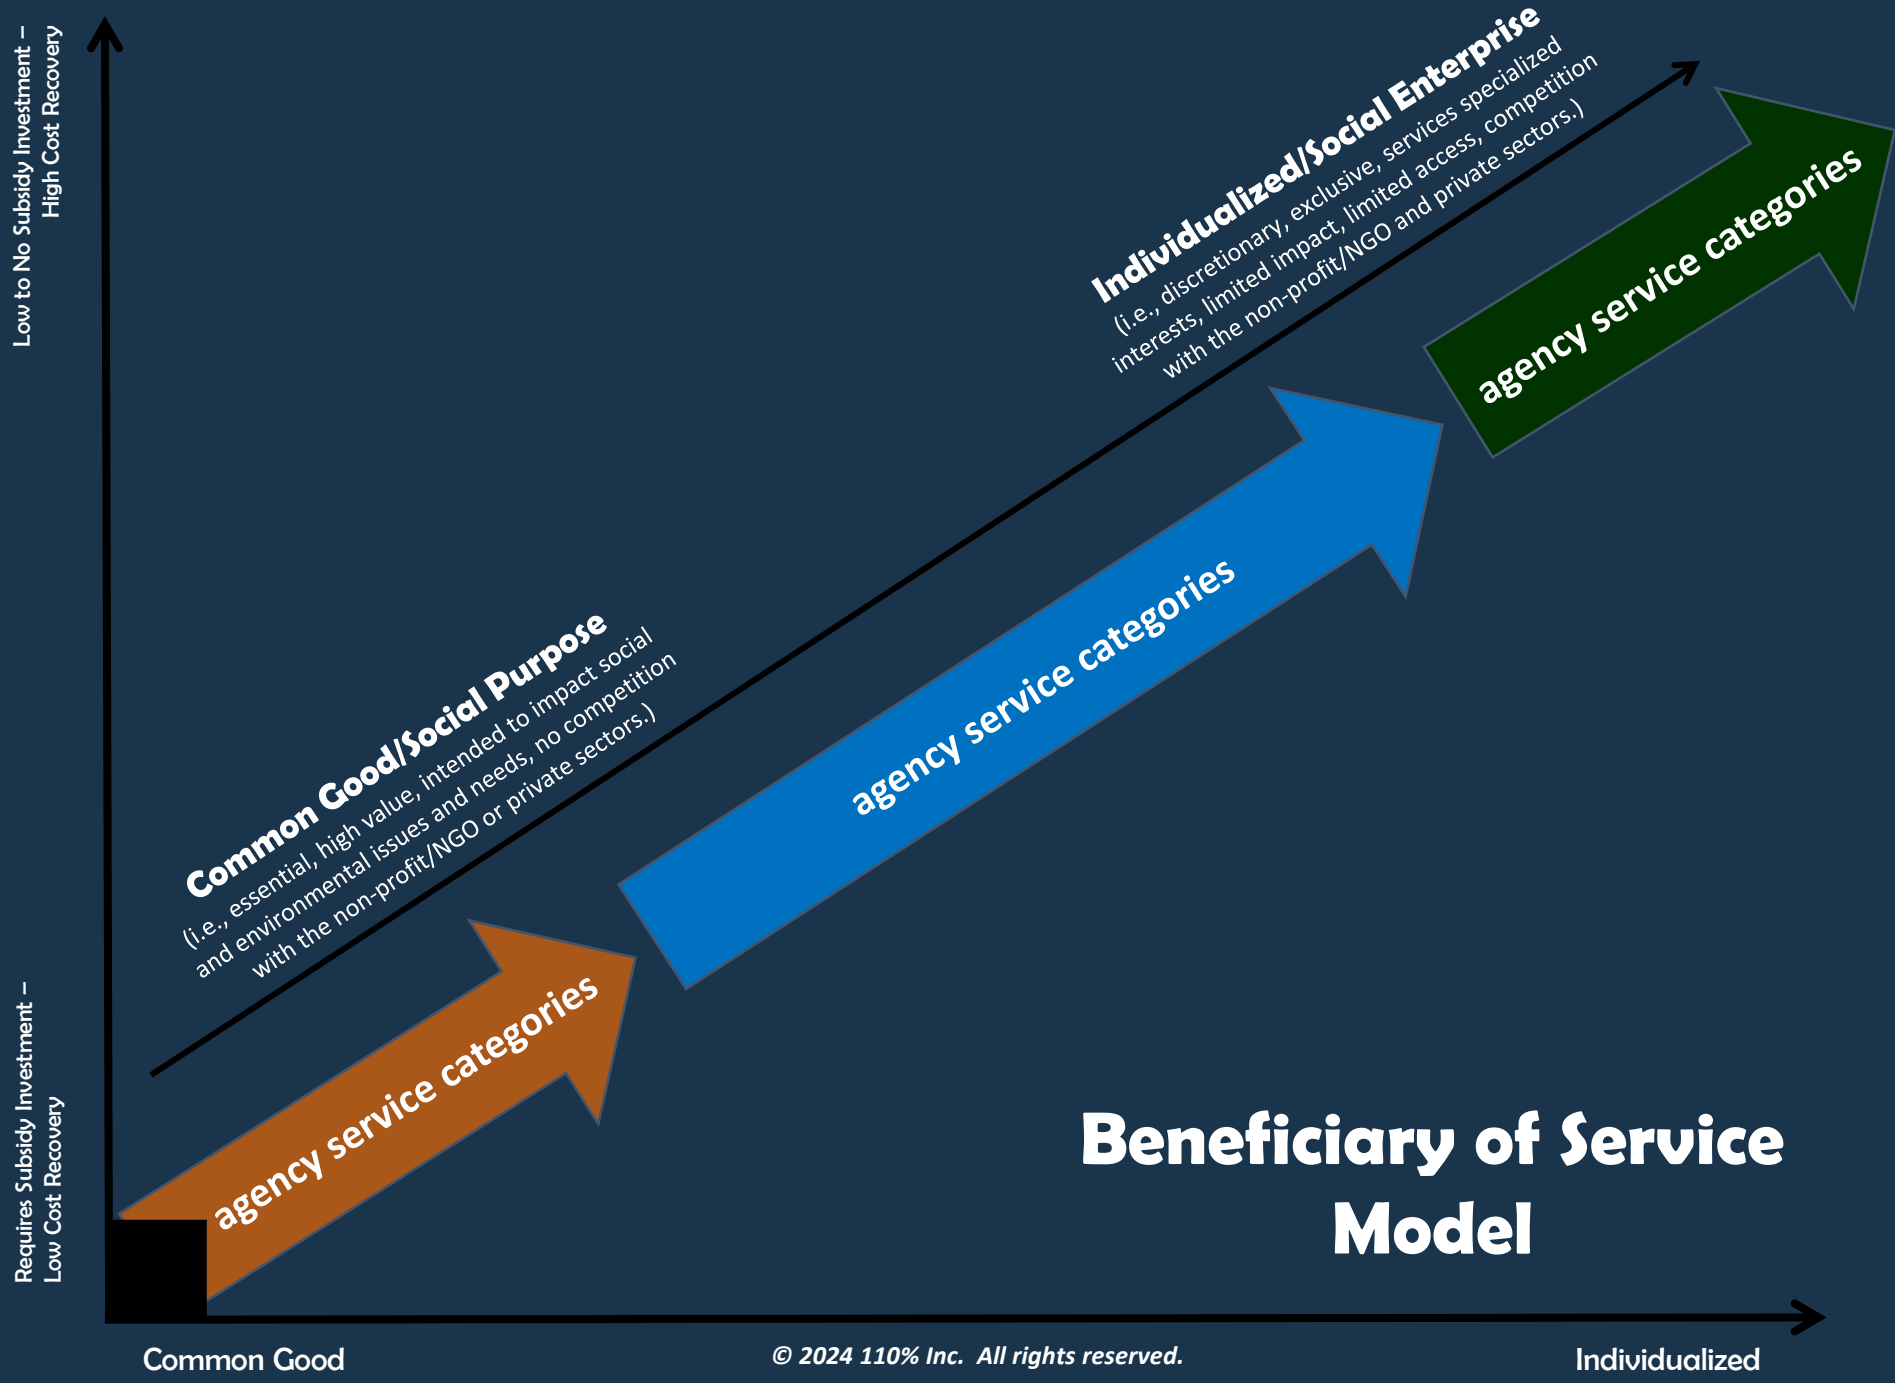 Low to No Subsidy Investment –
High Cost Recovery
Individualized/Social Enterprise
(i.e., discretionary, exclusive, services specialized
interests, limited impact, limited access, competition
with the non-profit/NGO and private sectors.)
agency service categories
agency service categories
Common Good/Social Purpose
(i.e., essential, high value, intended to impact social
and environmental issues and needs, no competition
with the non-profit/NGO or private sectors.)
agency service categories
Requires Subsidy Investment –
Low Cost Recovery
Beneficiary of Service
Model
Common Good
© 2024 110% Inc. All rights reserved.
Individualized